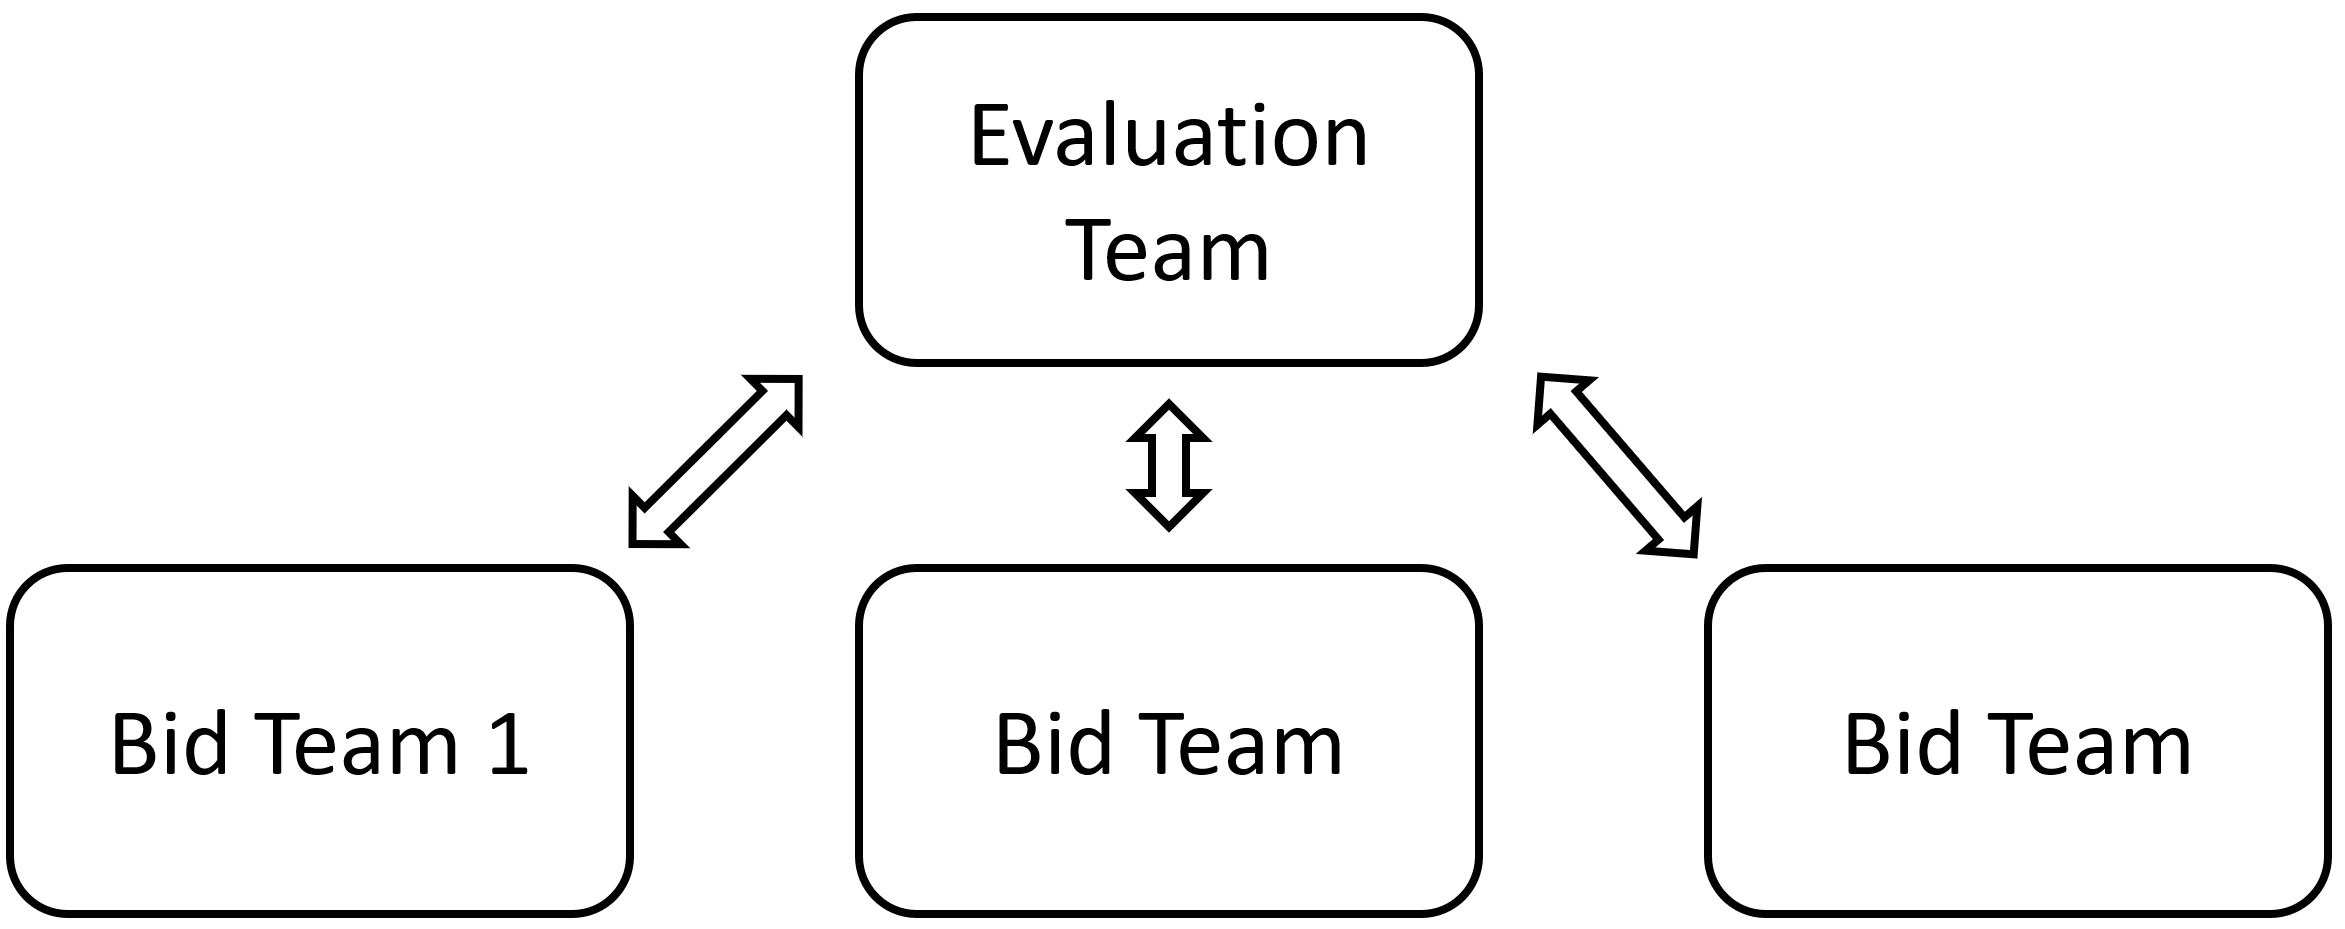 Evaluation
Team
Bid Team 1
Bid Team
Bid Team